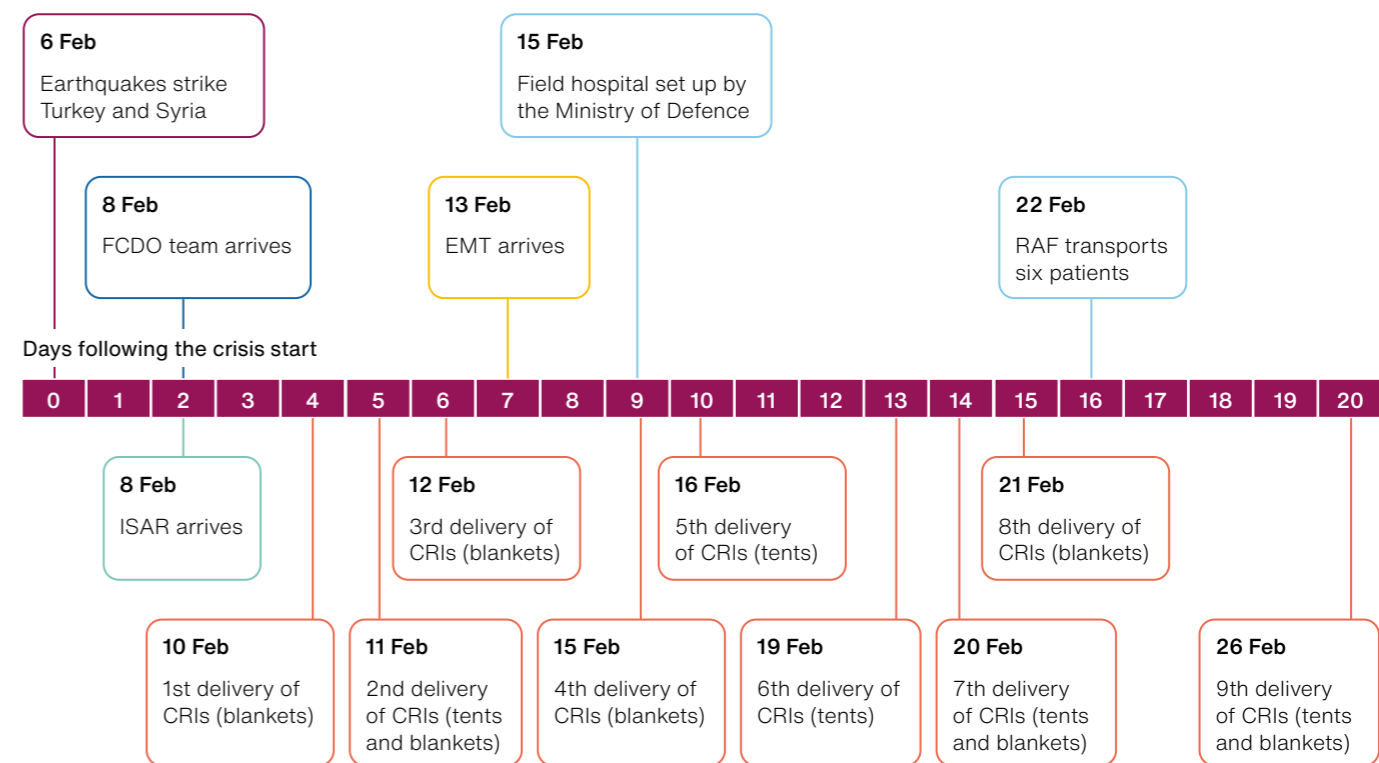 6 Feb
Earthquakes strike
Turkey and Syria
15 Feb
Field hospital set up by
the Ministry of Defence
8 Feb
FCDO team arrives
13 Feb
EMT arrives
22 Feb
RAF transports
six patients
Days following the crisis start
0 1 2 3 4 5 6 7 8 9 10 11 12 13 14 15 16 17 18 19 20
8 Feb
ISAR arrives
12 Feb
3rd delivery of
CRIs (blankets)
16 Feb
5th delivery
of CRIs (tents)
21 Feb
8th delivery of
CRIs (blankets)
10 Feb
1st delivery of
CRIs (blankets)
11 Feb
2nd delivery
of CRIs (tents
and blankets)
15 Feb
4th delivery of
CRIs (blankets)
19 Feb
6th delivery of
CRIs (tents)
20 Feb
7th delivery
of CRIs (tents
and blankets)
26 Feb
9th delivery
of CRIs (tents
and blankets)